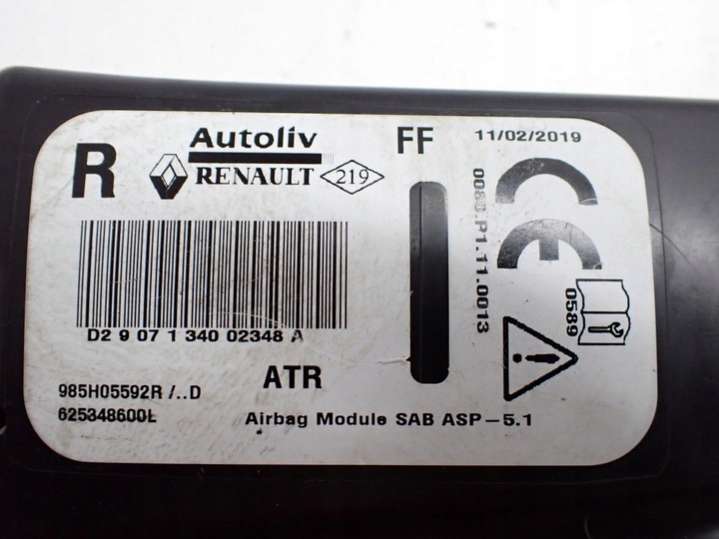 R
Autoliv
RENAULT 219
FF
11/02/2019
0080.P1.11.0013
0589
D2 9 07 1 340 02348 A
ATR
985H05592R /..D
625348600L
Airbag Module SAB ASP-5.1